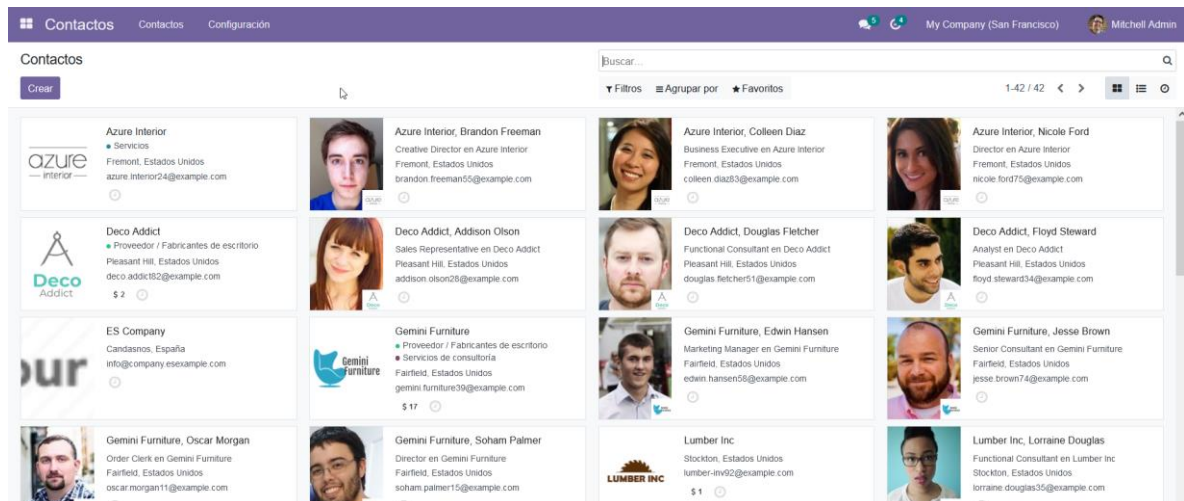 Contactos Contactos Configuración 5 4 My Company (San Francisco) Mitchell Admin
Contactos
Buscar...
Crear
Filtros Agrupar por Favoritos 1-42 / 42
azure
interior
Azure Interior
Servicios
Fremont, Estados Unidos
azure.Interior24@example.com
Azure Interior, Brandon Freeman
Creative Director en Azure Interior
Fremont, Estados Unidos
brandon.freeman55@example.com
azure
Azure Interior, Colleen Diaz
Business Executive en Azure Interior
Fremont, Estados Unidos
colleen.diaz83@example.com
azure
Azure Interior, Nicole Ford
Director en Azure Interior
Fremont, Estados Unidos
nicole.ford75@example.com
azure
Deco
Addict
Deco Addict
Proveedor / Fabricantes de escritorio
Pleasant Hill, Estados Unidos
deco.addict82@example.com
$ 2
Deco Addict, Addison Olson
Sales Representative en Deco Addict
Pleasant Hill, Estados Unidos
addison.olson28@example.com
Deco
Deco Addict, Douglas Fletcher
Functional Consultant en Deco Addict
Pleasant Hill, Estados Unidos
douglas.fletcher51@example.com
Deco
Deco Addict, Floyd Steward
Analyst en Deco Addict
Pleasant Hill, Estados Unidos
floyd.steward34@example.com
Deco
our
ES Company
Candasnos, España
info@company.esexample.com
Gemini
Furniture
Gemini Furniture
Proveedor / Fabricantes de escritorio
Servicios de consultoría
Fairfield, Estados Unidos
gemini.furniture39@example.com
$ 17
Gemini Furniture, Edwin Hansen
Marketing Manager en Gemini Furniture
Fairfield, Estados Unidos
edwin.hansen58@example.com
Gemini Furniture, Jesse Brown
Senior Consultant en Gemini Furniture
Fairfield, Estados Unidos
jesse.brown74@example.com
Gemini Furniture, Oscar Morgan
Order Clerk en Gemini Furniture
Fairfield, Estados Unidos
oscar.morgan11@example.com
Gemini Furniture, Soham Palmer
Director en Gemini Furniture
Fairfield, Estados Unidos
soham.palmer15@example.com
LUMBER INC
Lumber Inc
Stockton, Estados Unidos
lumber-inv92@example.com
$ 1
Lumber Inc, Lorraine Douglas
Functional Consultant en Lumber Inc
Stockton, Estados Unidos
lorraine.douglas35@example.com